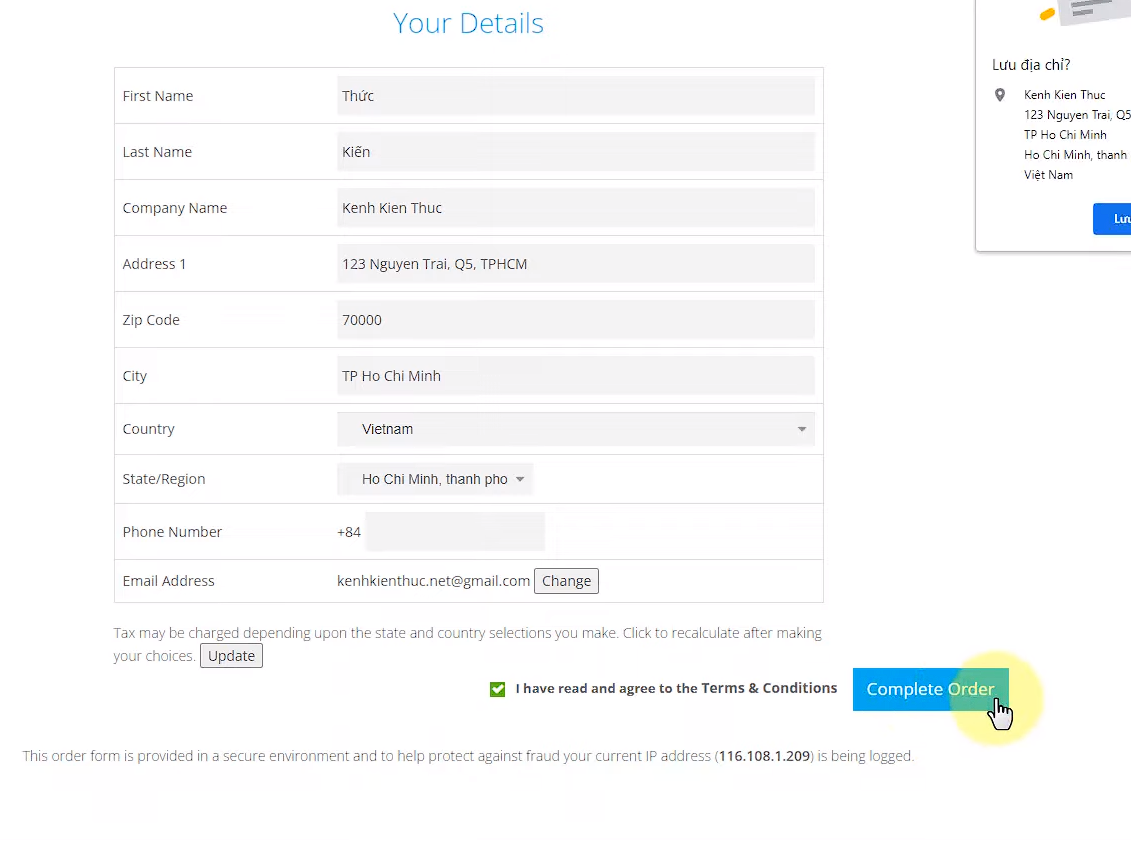 Your Details
First Name Thức
Last Name Kiến
Company Name Kenh Kien Thuc
Address 1 123 Nguyen Trai, Q5, TPHCM
Zip Code 70000
City TP Ho Chi Minh
Country Vietnam
State/Region Ho Chi Minh, thanh pho
Phone Number +84
Email Address kenhkienthuc.net@gmail.com Change
Tax may be charged depending upon the state and country selections you make. Click to recalculate after making
your choices. Update
I have read and agree to the Terms & Conditions Complete Order
This order form is provided in a secure environment and to help protect against fraud your current IP address (116.108.1.209) is being logged.
Lưu địa chỉ?
Kenh Kien Thuc
123 Nguyen Trai, Q5
TP Ho Chi Minh
Ho Chi Minh, thanh
Việt Nam